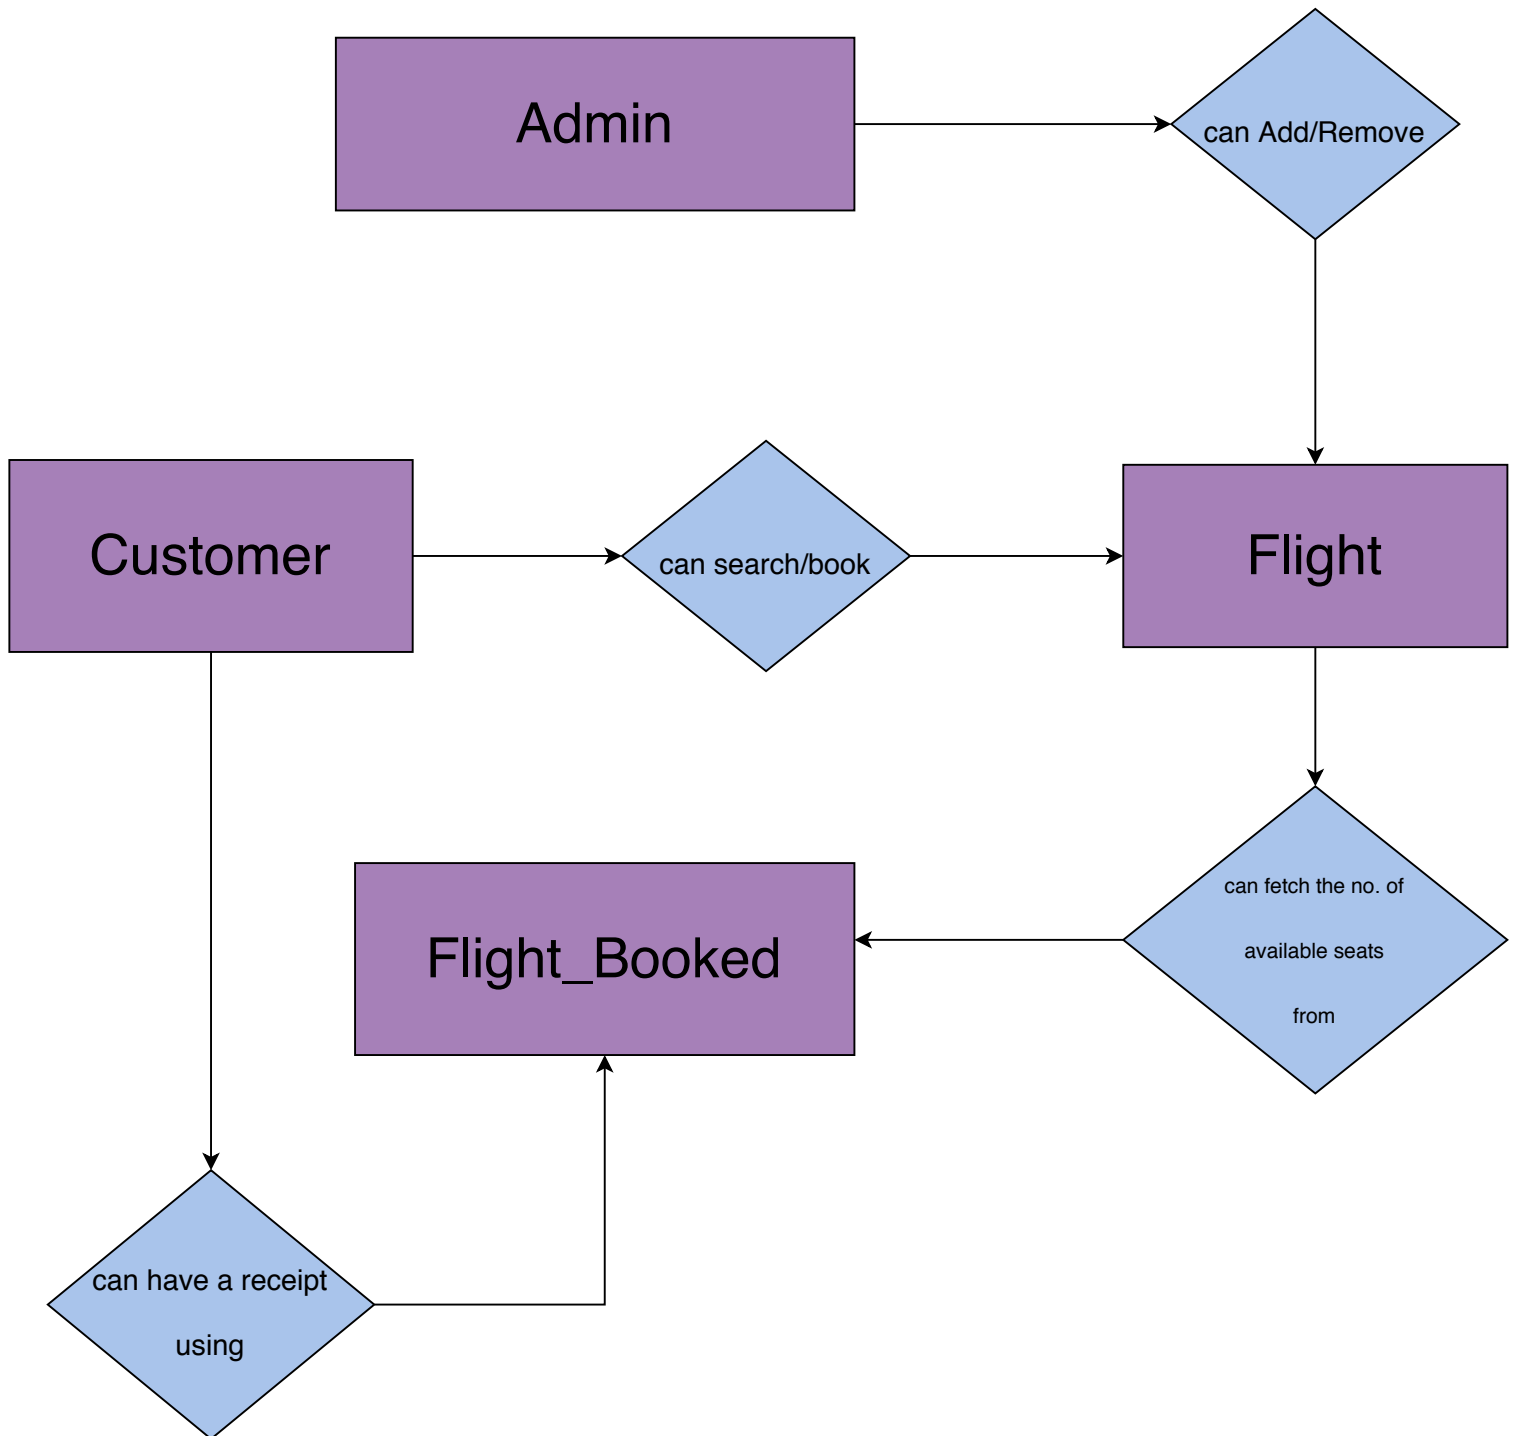 Admin
can Add/Remove
Customer
can search/book
Flight
Flight_Booked
can fetch the no. of
available seats
from
can have a receipt
using